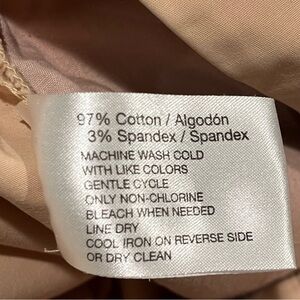 97% Cotton / Algodón
3% Spandex / Spandex
MACHINE WASH COLD
WITH LIKE COLORS
GENTLE CYCLE
ONLY NON-CHLORINE
BLEACH WHEN NEEDED
LINE DRY
COOL IRON ON REVERSE SIDE
OR DRY CLEAN